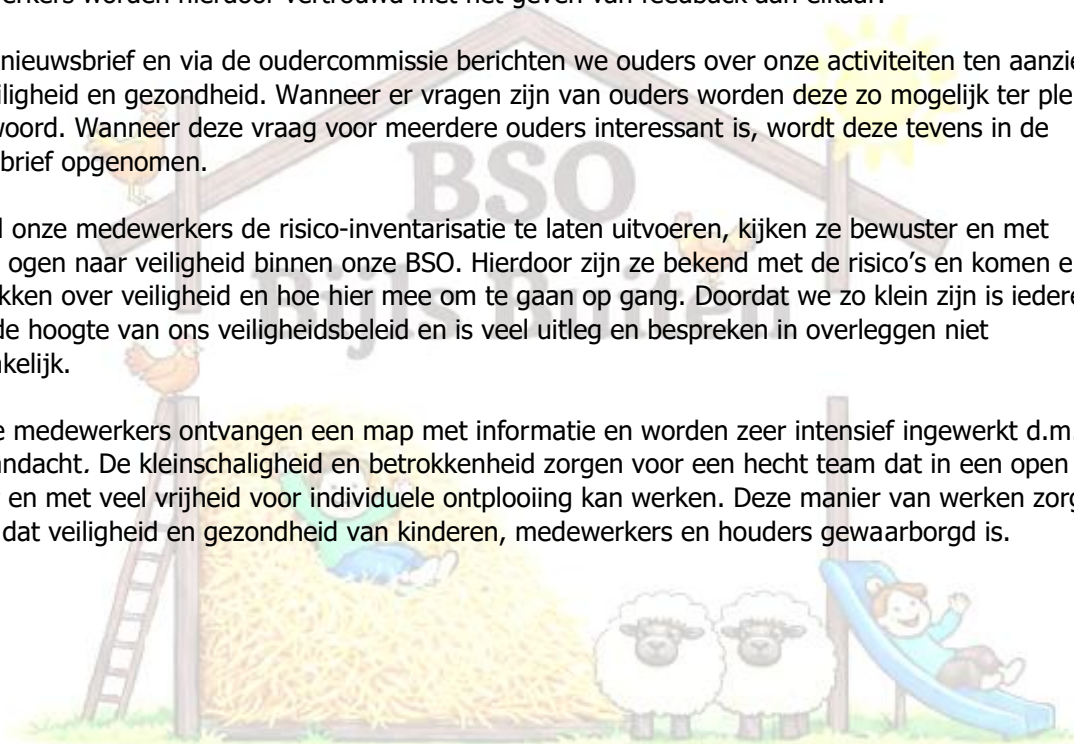 erkers worden hierdoor vertrouwd met het geven van feedback aan elkaar.
nieuwsbrief en via de oudercommissie berichten we ouders over onze activiteiten ten aanzie
iligheid en gezondheid. Wanneer er vragen zijn van ouders worden deze zo mogelijk ter ple
woord. Wanneer deze vraag voor meerdere ouders interessant is, wordt deze tevens in de
brief opgenomen.
BSO
onze medewerkers de risico-inventarisatie te laten uitvoeren, kijken ze bewuster en met
ogen naar veiligheid binnen onze BSO. Hierdoor zijn ze bekend met de risico's en komen e
Bijls Buiten
kken over veiligheid en hoe hier mee om te gaan op gang. Doordat we zo klein zijn is ieder
de hoogte van ons veiligheidsbeleid en is veel uitleg en bespreken in overleggen niet
kelijk.
e medewerkers ontvangen een map met informatie en worden zeer intensief ingewerkt d.m.
andacht. De kleinschaligheid en betrokkenheid zorgen voor een hecht team dat in een open
en met veel vrijheid voor individuele ontplooiing kan werken. Deze manier van werken zorg
dat veiligheid en gezondheid van kinderen, medewerkers en houders gewaarborgd is.